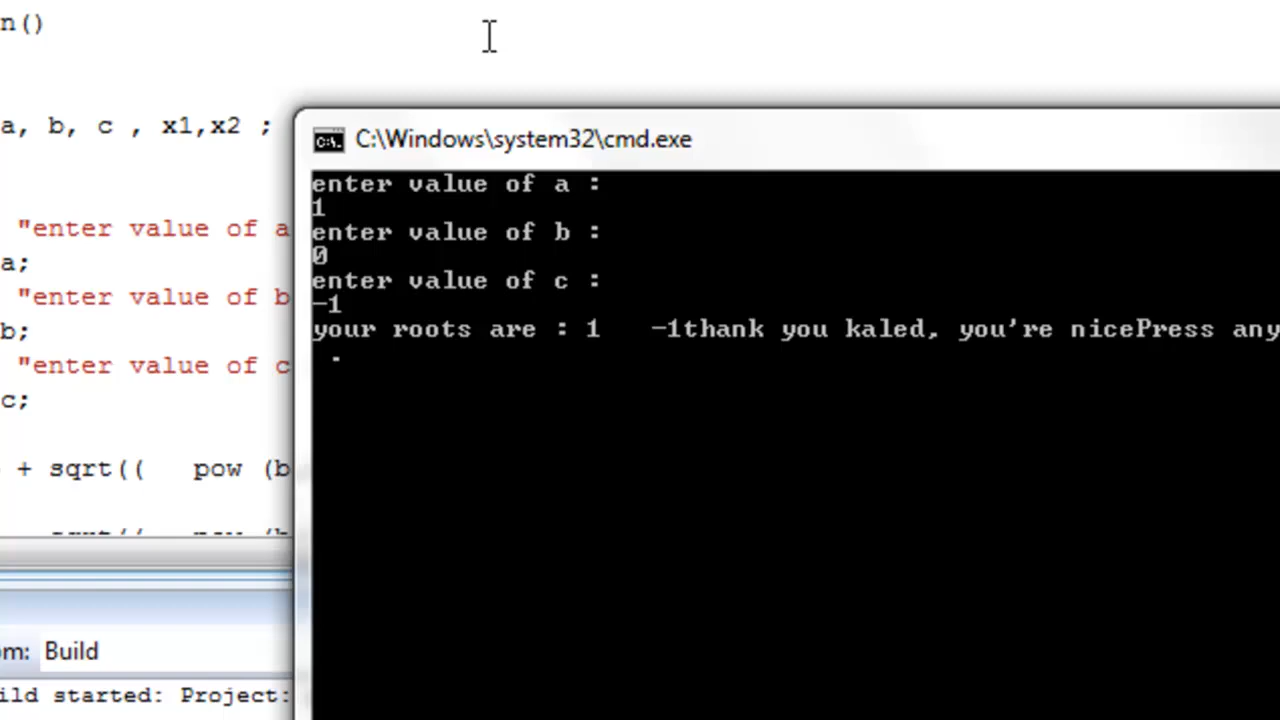 n()
a, b, c , x1,x2 ;
"enter value of a
a;
"enter value of b
b;
"enter value of c
c;
+ sqrt(( pow (b
C:\Windows\system32\cmd.exe
enter value of a :
1
enter value of b :
0
enter value of c :
-1
your roots are : 1 -1thank you kaled, you're nicePress any
.
om: Build
ild started: Project: